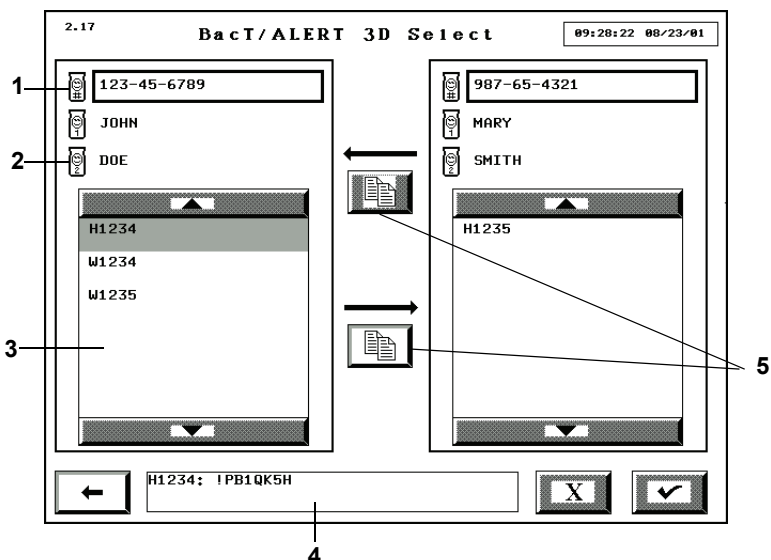 2.17
BacT/ALERT 3D Select
09:28:22 08/23/01
1
123-45-6789
JOHN
2
DOE
H1234
W1234
W1235
3
987-65-4321
MARY
SMITH
H1235
5
H1234: !PB1QK5H
X
4